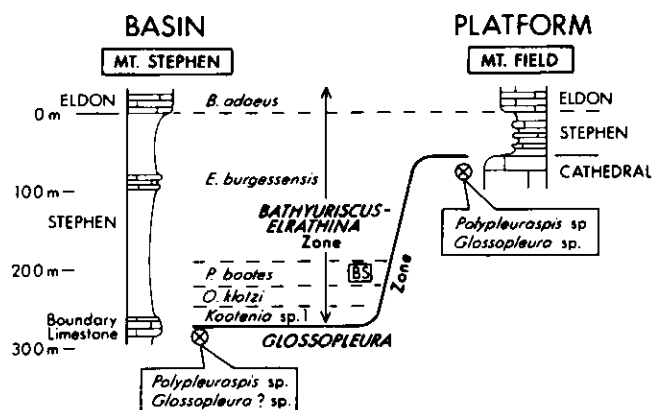 BASIN
PLATFORM
MT. STEPHEN
MT. FIELD
ELDON
B. adaeus
ELDON
0 m
STEPHEN
CATHEDRAL
E. burgessensis
100 m
BATHYURISCUS-
ELRATHINA
Zone
Polypleuraspis sp
Glossopleura sp.
STEPHEN
200 m
P. bootes
BS
Zone
O. klotzi
Kootenia sp.1
Boundary
Limestone
GLOSSOPLEURA
300 m
Polypleuraspis sp.
Glossopleura ? sp.